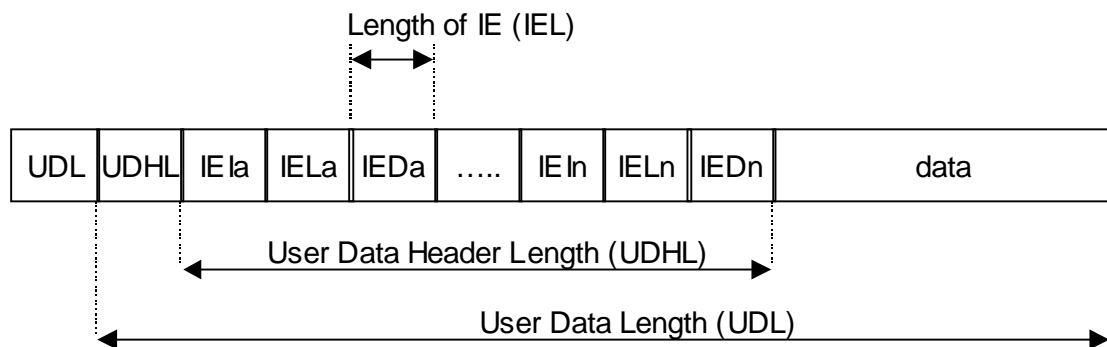 Length of IE (IEL)
UDL UDHL IEIa IELa IEDa ..... IEIn IELn IEDn data
User Data Header Length (UDHL)
User Data Length (UDL)